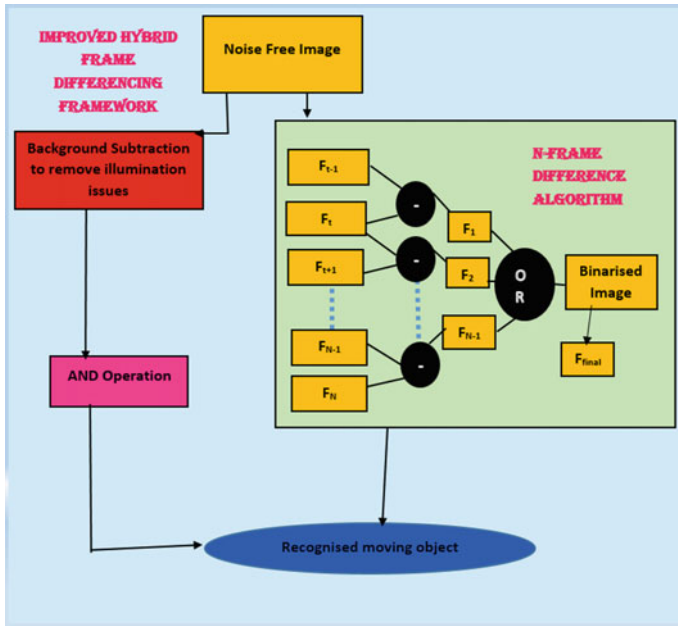 IMPROVED HYBRID
FRAME
DIFFERENCING
FRAMEWORK
Noise Free Image
Background Subtraction
to remove illumination
issues
AND Operation
N-FRAME
DIFFERENCE
ALGORITHM
Ft-1
Ft
Ft+1
FN-1
FN
-
-
-
F1
F2
FN-1
O
R
Binarised
Image
Ffinal
Recognised moving object